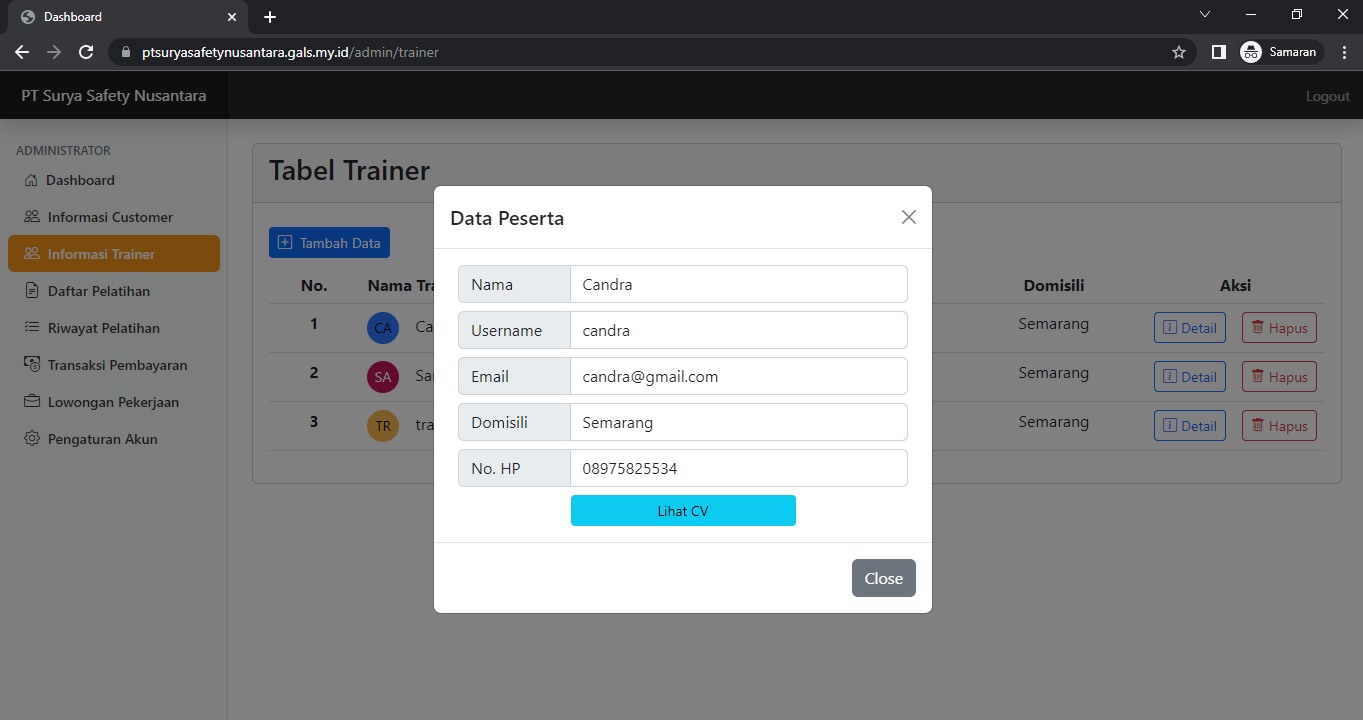 Dashboard
ptsuryasafetynusantara.gals.my.id/admin/trainer
Samaran
PT Surya Safety Nusantara
Logout
ADMINISTRATOR
Dashboard
Informasi Customer
Informasi Trainer
Daftar Pelatihan
Riwayat Pelatihan
Transaksi Pembayaran
Lowongan Pekerjaan
Pengaturan Akun
Tabel Trainer
Tambah Data
No. Nama Domisili Aksi
1 CA Semarang Detail Hapus
2 SA Semarang Detail Hapus
3 TR Semarang Detail Hapus
Data Peserta
Nama Candra
Username candra
Email candra@gmail.com
Domisili Semarang
No. HP 08975825534
Lihat CV
Close